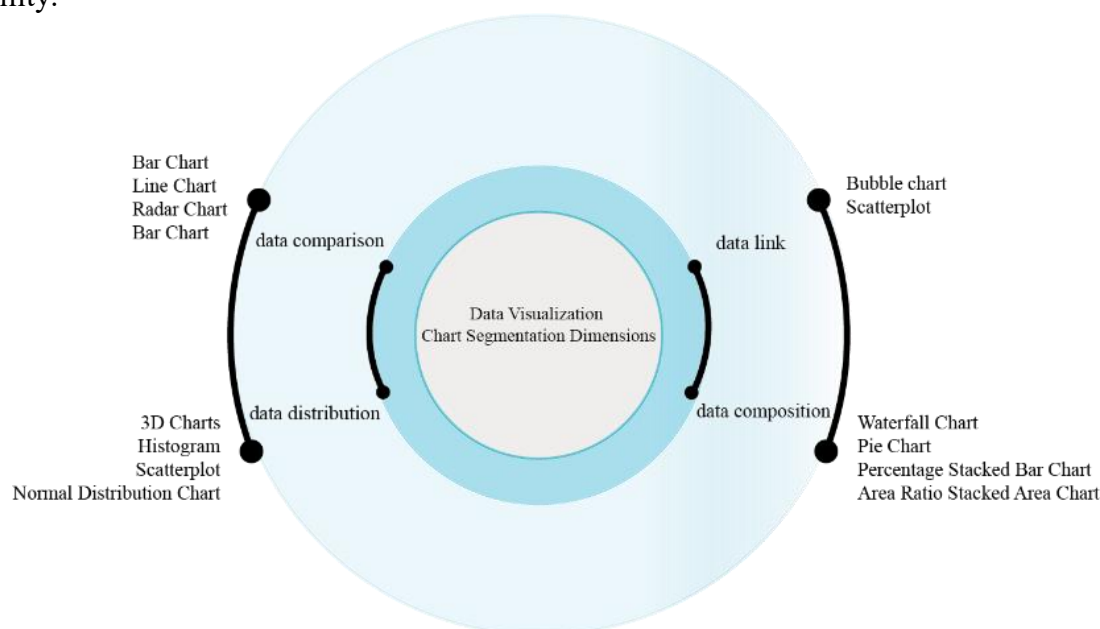 Bar Chart
Line Chart
Radar Chart
Bar Chart
data comparison
data link
Bubble chart
Scatterplot
Data Visualization
Chart Segmentation Dimensions
3D Charts
Histogram
Scatterplot
Normal Distribution Chart
data distribution
data composition
Waterfall Chart
Pie Chart
Percentage Stacked Bar Chart
Area Ratio Stacked Area Chart